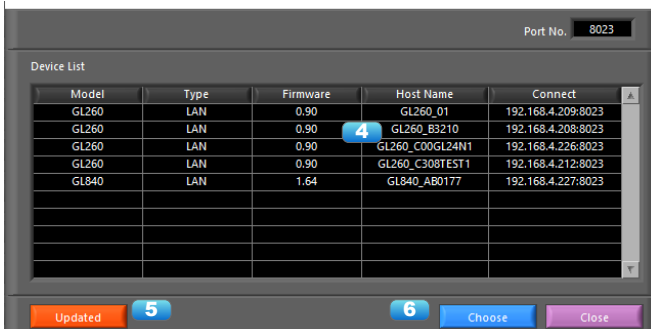 Port No. 8023
Device List
Model Type Firmware Host Name Connect
GL260 LAN 0.90 GL260_01 192.168.4.209:8023
GL260 LAN 0.90 4 GL260_B3210 192.168.4.208:8023
GL260 LAN 0.90 GL260_C00GL24N1 192.168.4.226:8023
GL260 LAN 0.90 GL260_C308TEST1 192.168.4.212:8023
GL840 LAN 1.64 GL840_AB0177 192.168.4.227:8023
Updated 5 6 Choose Close